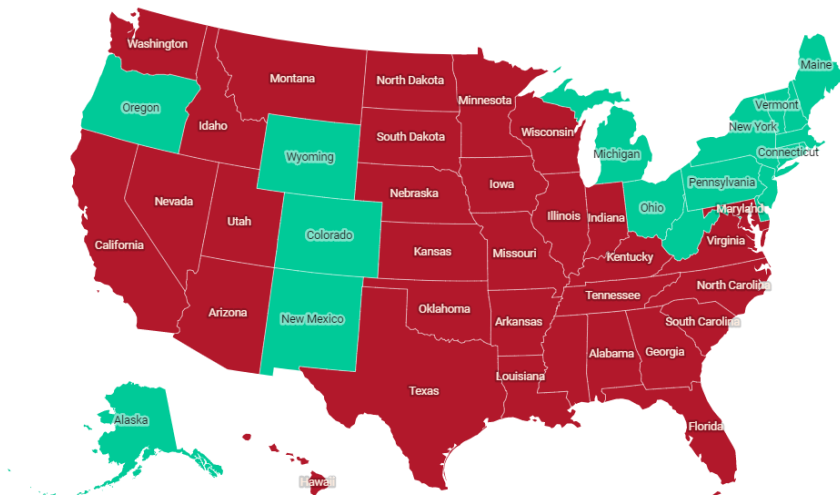 Washington
Montana
North Dakota
Minnesota
Maine
Oregon
Idaho
South Dakota
Wisconsin
Vermont
New York
Wyoming
Michigan
Connecticut
Nebraska
Iowa
Pennsylvania
Nevada
Utah
Colorado
Illinois
Indiana
Ohio
Maryland
California
Kansas
Missouri
Kentucky
Virginia
Arizona
New Mexico
Oklahoma
Arkansas
Tennessee
North Carolina
South Carolina
Texas
Louisiana
Alabama
Georgia
Florida
Alaska
Hawaii